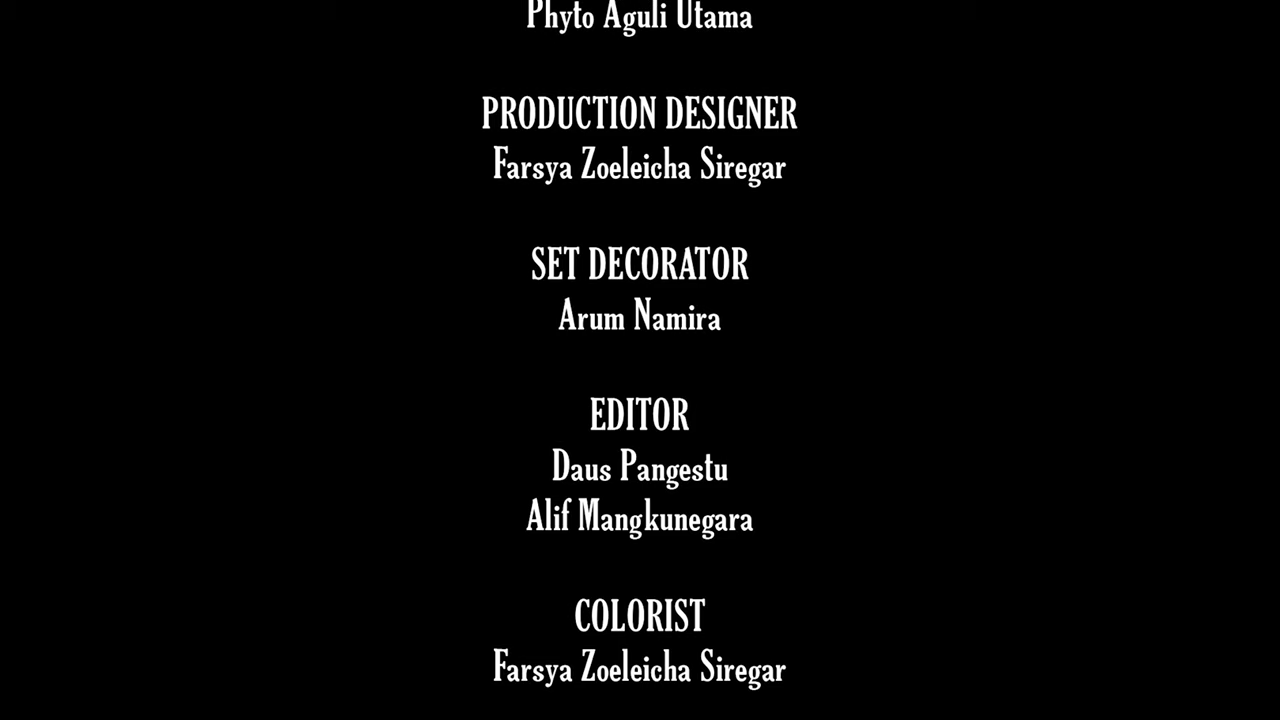 Phyto Aguli Utama
PRODUCTION DESIGNER
Farsya Zoeleicha Siregar
SET DECORATOR
Arum Namira
EDITOR
Daus Pangestu
Alif Mangkunegara
COLORIST
Farsya Zoeleicha Siregar